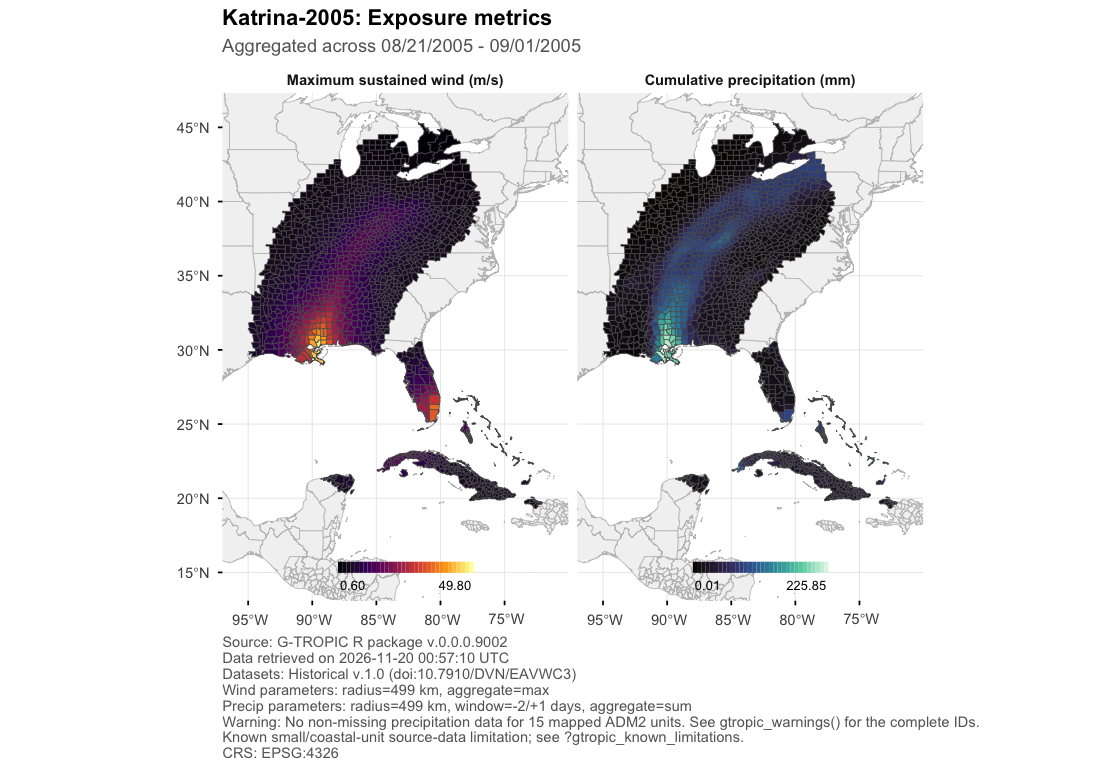 Katrina-2005: Exposure metrics
Aggregated across 08/21/2005 - 09/01/2005
Maximum sustained wind (m/s)
Cumulative precipitation (mm)
45°N
40°N
35°N
30°N
25°N
20°N
15°N
0.60
49.80
0.01
225.85
95°W
90°W
85°W
80°W
75°W
95°W
90°W
85°W
80°W
75°W
Source: G-TROPIC R package v.0.0.0.9002
Data retrieved on 2026-11-20 00:57:10 UTC
Datasets: Historical v.1.0 (doi:10.7910/DVN/EAVWC3)
Wind parameters: radius=499 km, aggregate=max
Precip parameters: radius=499 km, window=-2/+1 days, aggregate=sum
Warning: No non-missing precipitation data for 15 mapped ADM2 units. See gtropic_warnings() for the complete IDs.
Known small/coastal-unit source-data limitation; see ?gtropic_known_limitations.
CRS: EPSG:4326